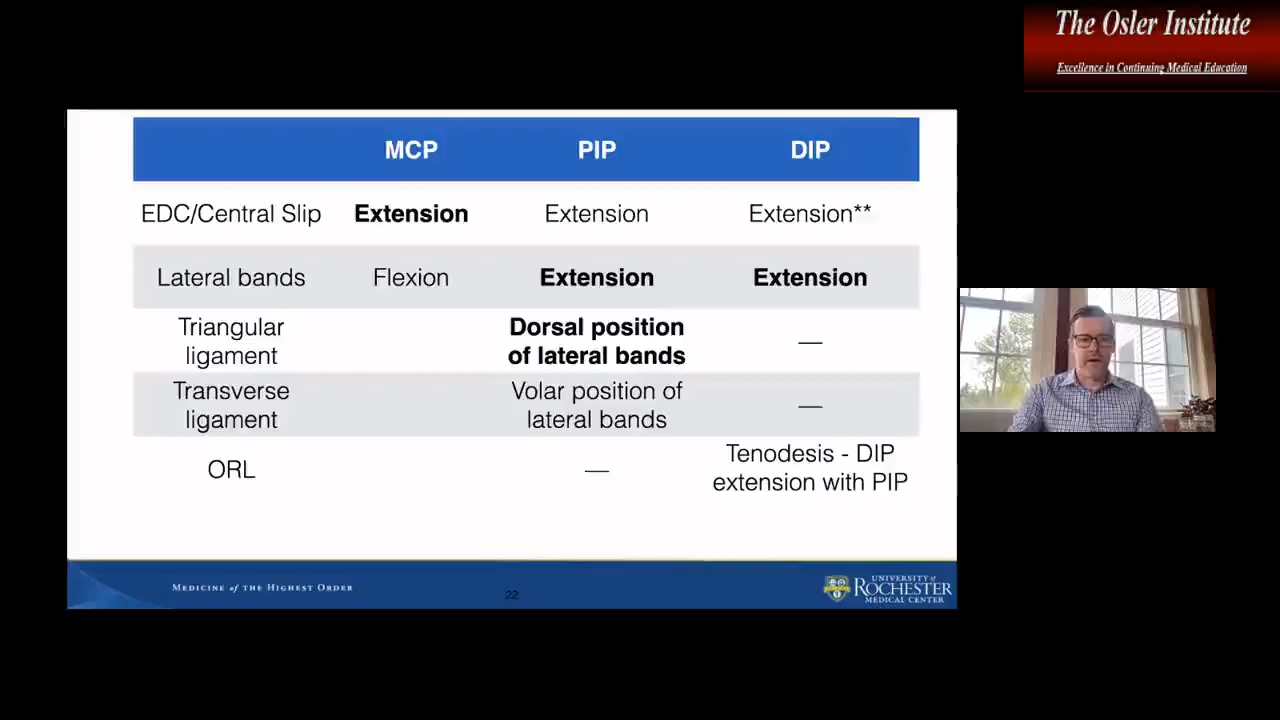 The Osler Institute
Excellence in Continuing Medical Education
MCP PIP DIP
EDC/Central Slip Extension Extension Extension**
Lateral bands Flexion Extension Extension
Triangular
ligament
Dorsal position
of lateral bands
—
Transverse
ligament
Volar position of
lateral bands
—
ORL
—
Tenodesis - DIP
extension with PIP
MEDICINE of THE HIGHEST ORDER
22
UNIVERSITY of
ROCHESTER
MEDICAL CENTER